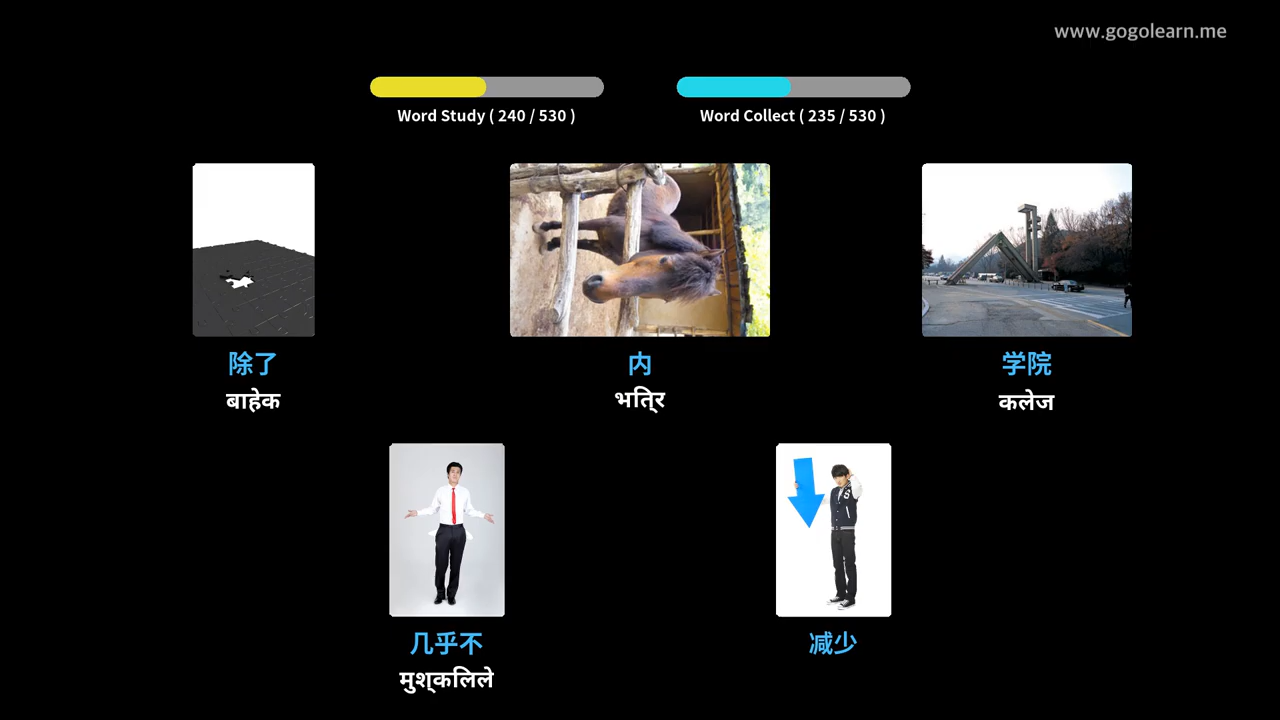 www.gogolearn.me
Word Study ( 240 / 530 )
Word Collect ( 235 / 530 )
除了
बाहेक
内
भित्र
学院
कलेज
几乎不
मुश्किलले
减少